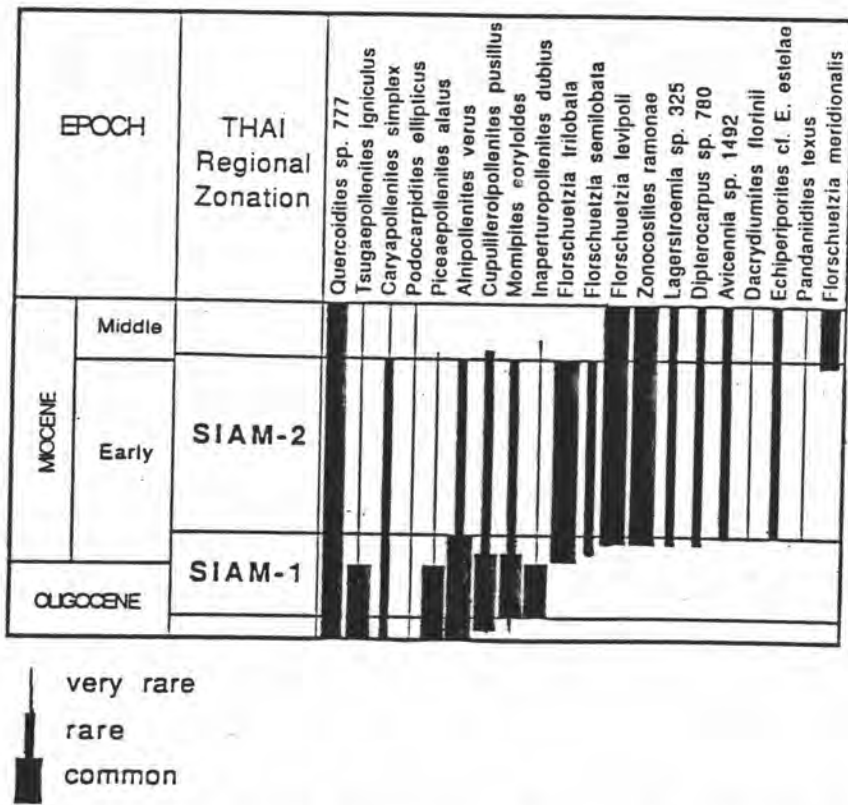 EPOCH
THAI
Regional
Zonation
Quercoidites sp. 777
Tsugaepollenites igniculus
Caryapollenites simplex
Podocarpidites ellipticus
Piceaepollenites alatus
Alnipollenites verus
Cupuliferoipollenites pusillus
Momipites coryloides
Inaperturopollenites dubius
Florschuetzia trilobata
Florschuetzia semilobata
Florschuetzia levipoli
Zonocostites ramonae
Lagerstroemia sp. 325
Dipterocarpus sp. 780
Avicennia sp. 1492
Dacrydiumites florinii
Echiperiporites cf. E. estelae
Pandaniidites texus
Florschuetzia meridionalis
MIOCENE
Middle
Early
SIAM-2
SIAM-1
OLIGOCENE
very rare
rare
common